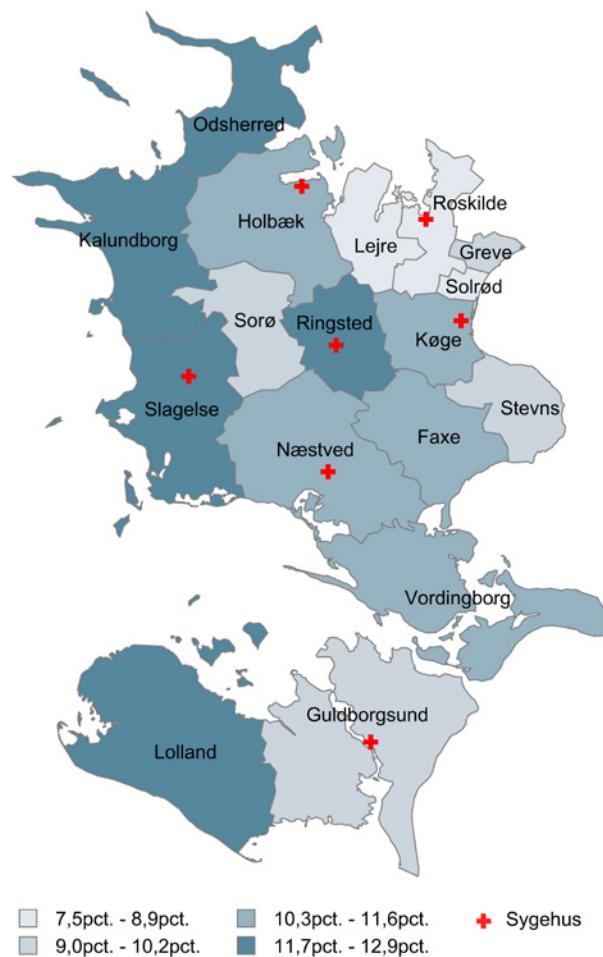 Odsherred
Roskilde
Holbæk
Kalundborg
Lejre
Greve
Solrød
Sorø
Ringsted
Køge
Slagelse
Stevns
Næstved
Faxe
Vordingborg
Guldborgsund
Lolland
7,5pct. - 8,9pct.
10,3pct. - 11,6pct.
Sygehus
9,0pct. - 10,2pct.
11,7pct. - 12,9pct.